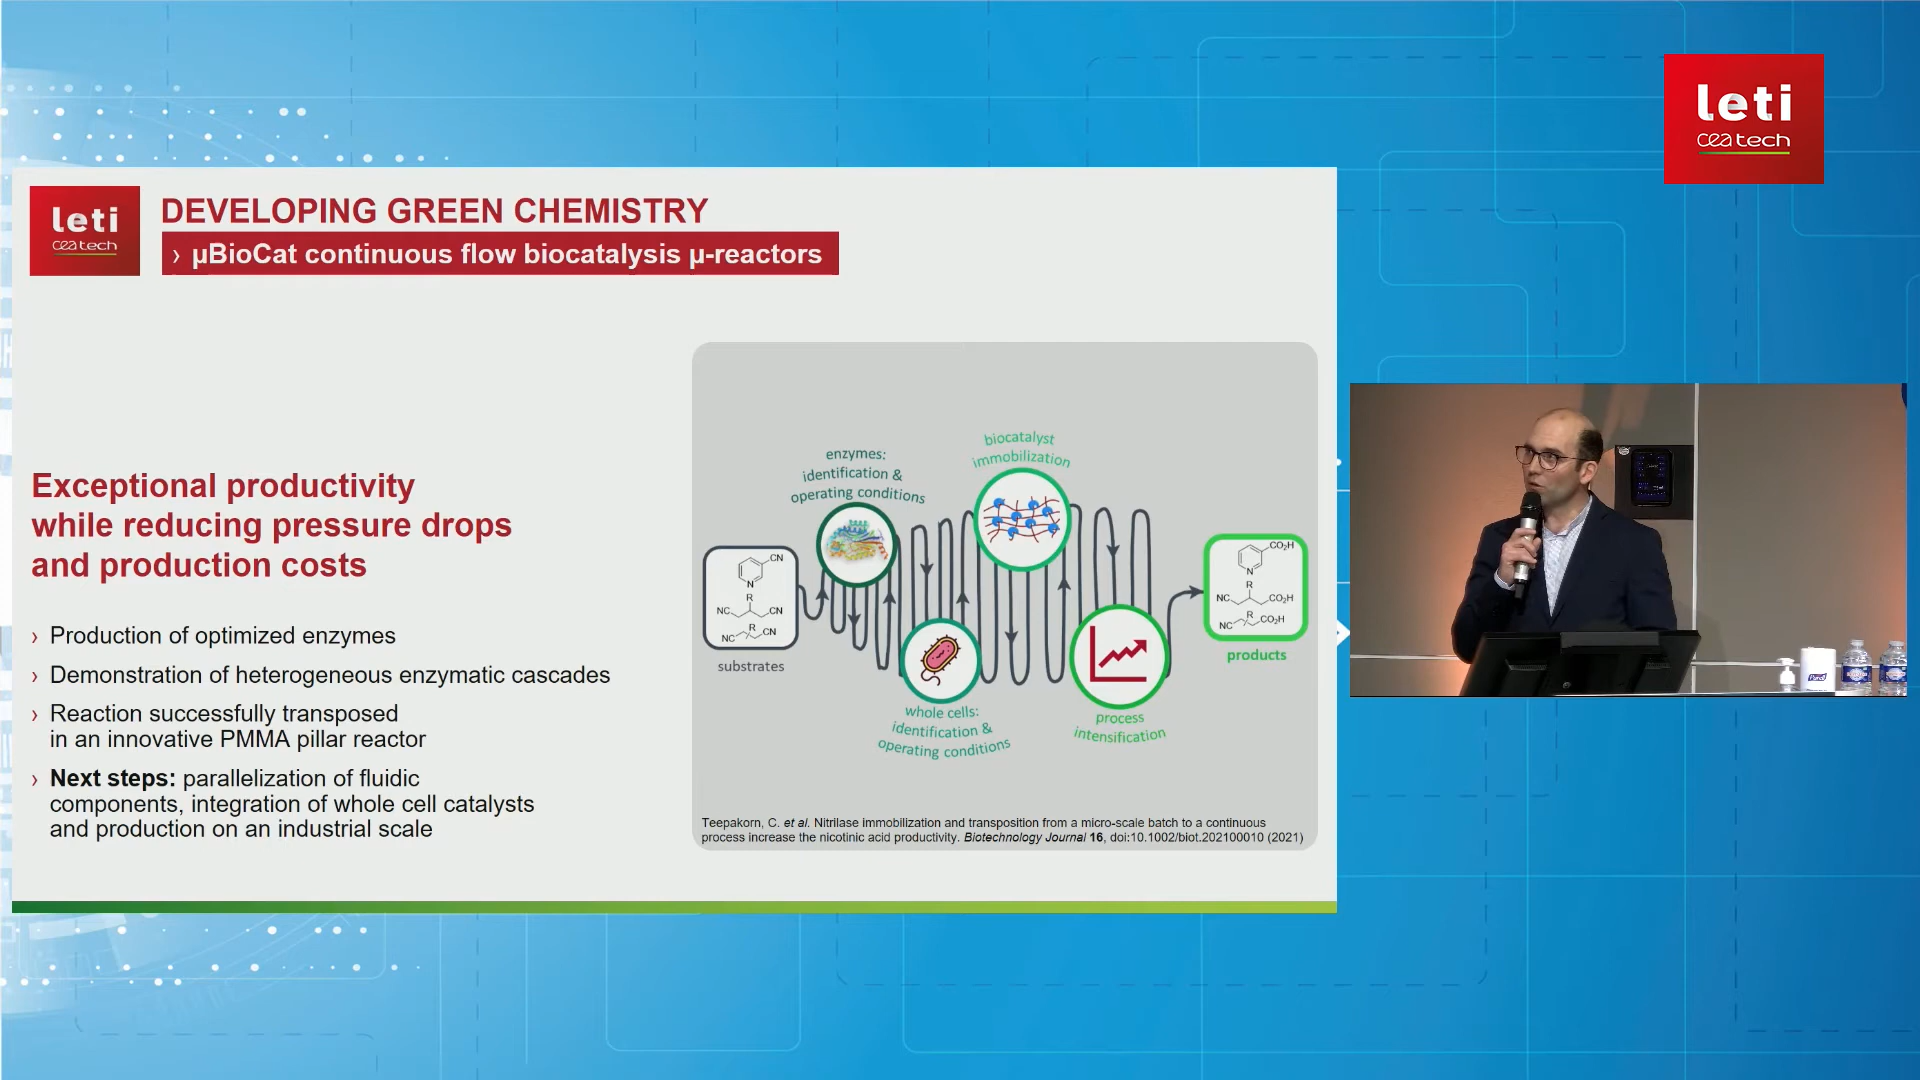 leti
cea tech
leti
cea tech
DEVELOPING GREEN CHEMISTRY
› µBioCat continuous flow biocatalysis µ-reactors
Exceptional productivity
while reducing pressure drops
and production costs
› Production of optimized enzymes
› Demonstration of heterogeneous enzymatic cascades
› Reaction successfully transposed
in an innovative PMMA pillar reactor
› Next steps: parallelization of fluidic
components, integration of whole cell catalysts
and production on an industrial scale
enzymes:
identification &
operating conditions
biocatalyst
immobilization
CN
N
R
NC CN
R
NC CN
substrates
whole cells:
identification &
operating conditions
process
intensification
CO₂H
N
R
NC CO₂H
R
NC CO₂H
products
Teepakorn, C. et al. Nitrilase immobilization and transposition from a micro-scale batch to a continuous
process increase the nicotinic acid productivity. Biotechnology Journal 16, doi:10.1002/biot.202100010 (2021)